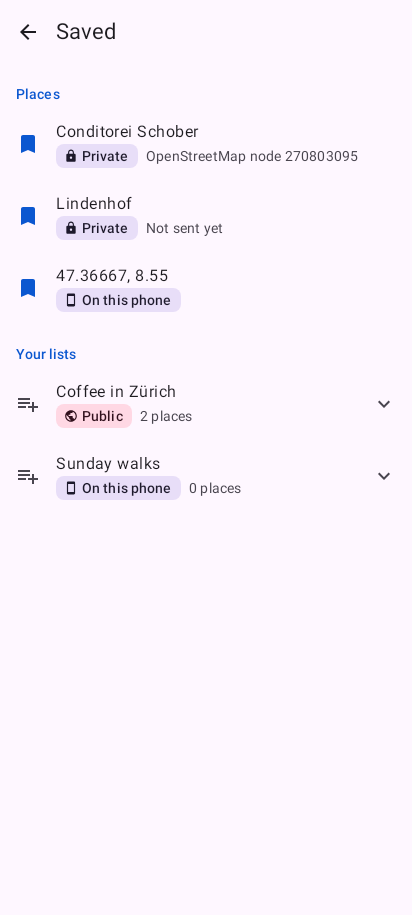 Saved
Places
Conditorei Schober
Private OpenStreetMap node 270803095
Lindenhof
Private Not sent yet
47.36667, 8.55
On this phone
Your lists
Coffee in Zürich
Public 2 places
Sunday walks
On this phone 0 places